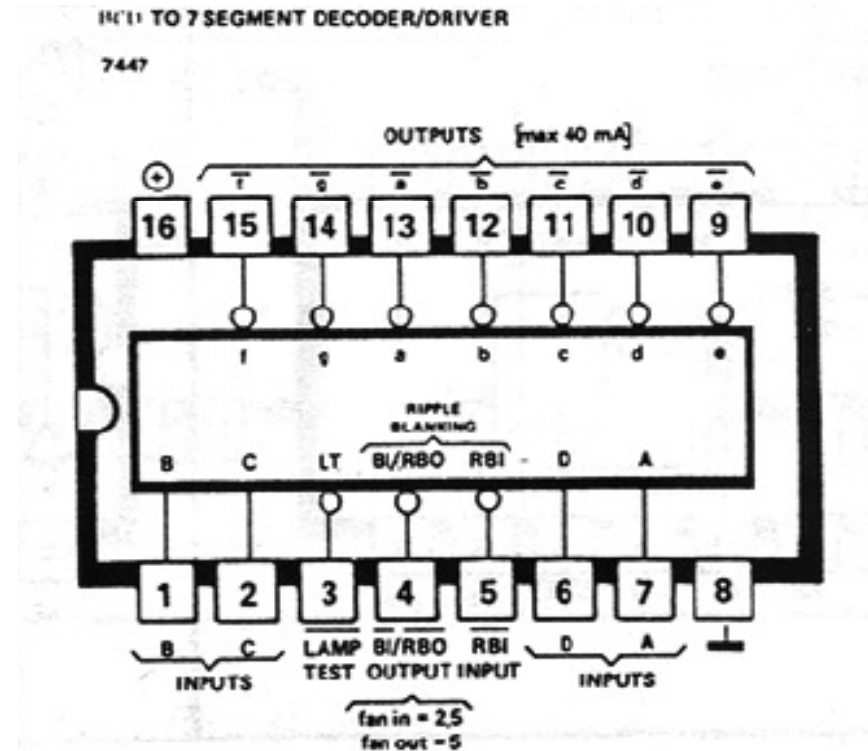 BCD TO 7 SEGMENT DECODER/DRIVER
7447
OUTPUTS [max 40 mA]
f g a b c d e
16 15 14 13 12 11 10 9
f g a b c d e
RIPPLE
BLANKING
B C LT BI/RBO RBI D A
1 2 3 4 5 6 7 8
B C LAMP BI/RBO RBI D A
INPUTS TEST OUTPUT INPUT INPUTS
fan in = 2,5
fan out = 5